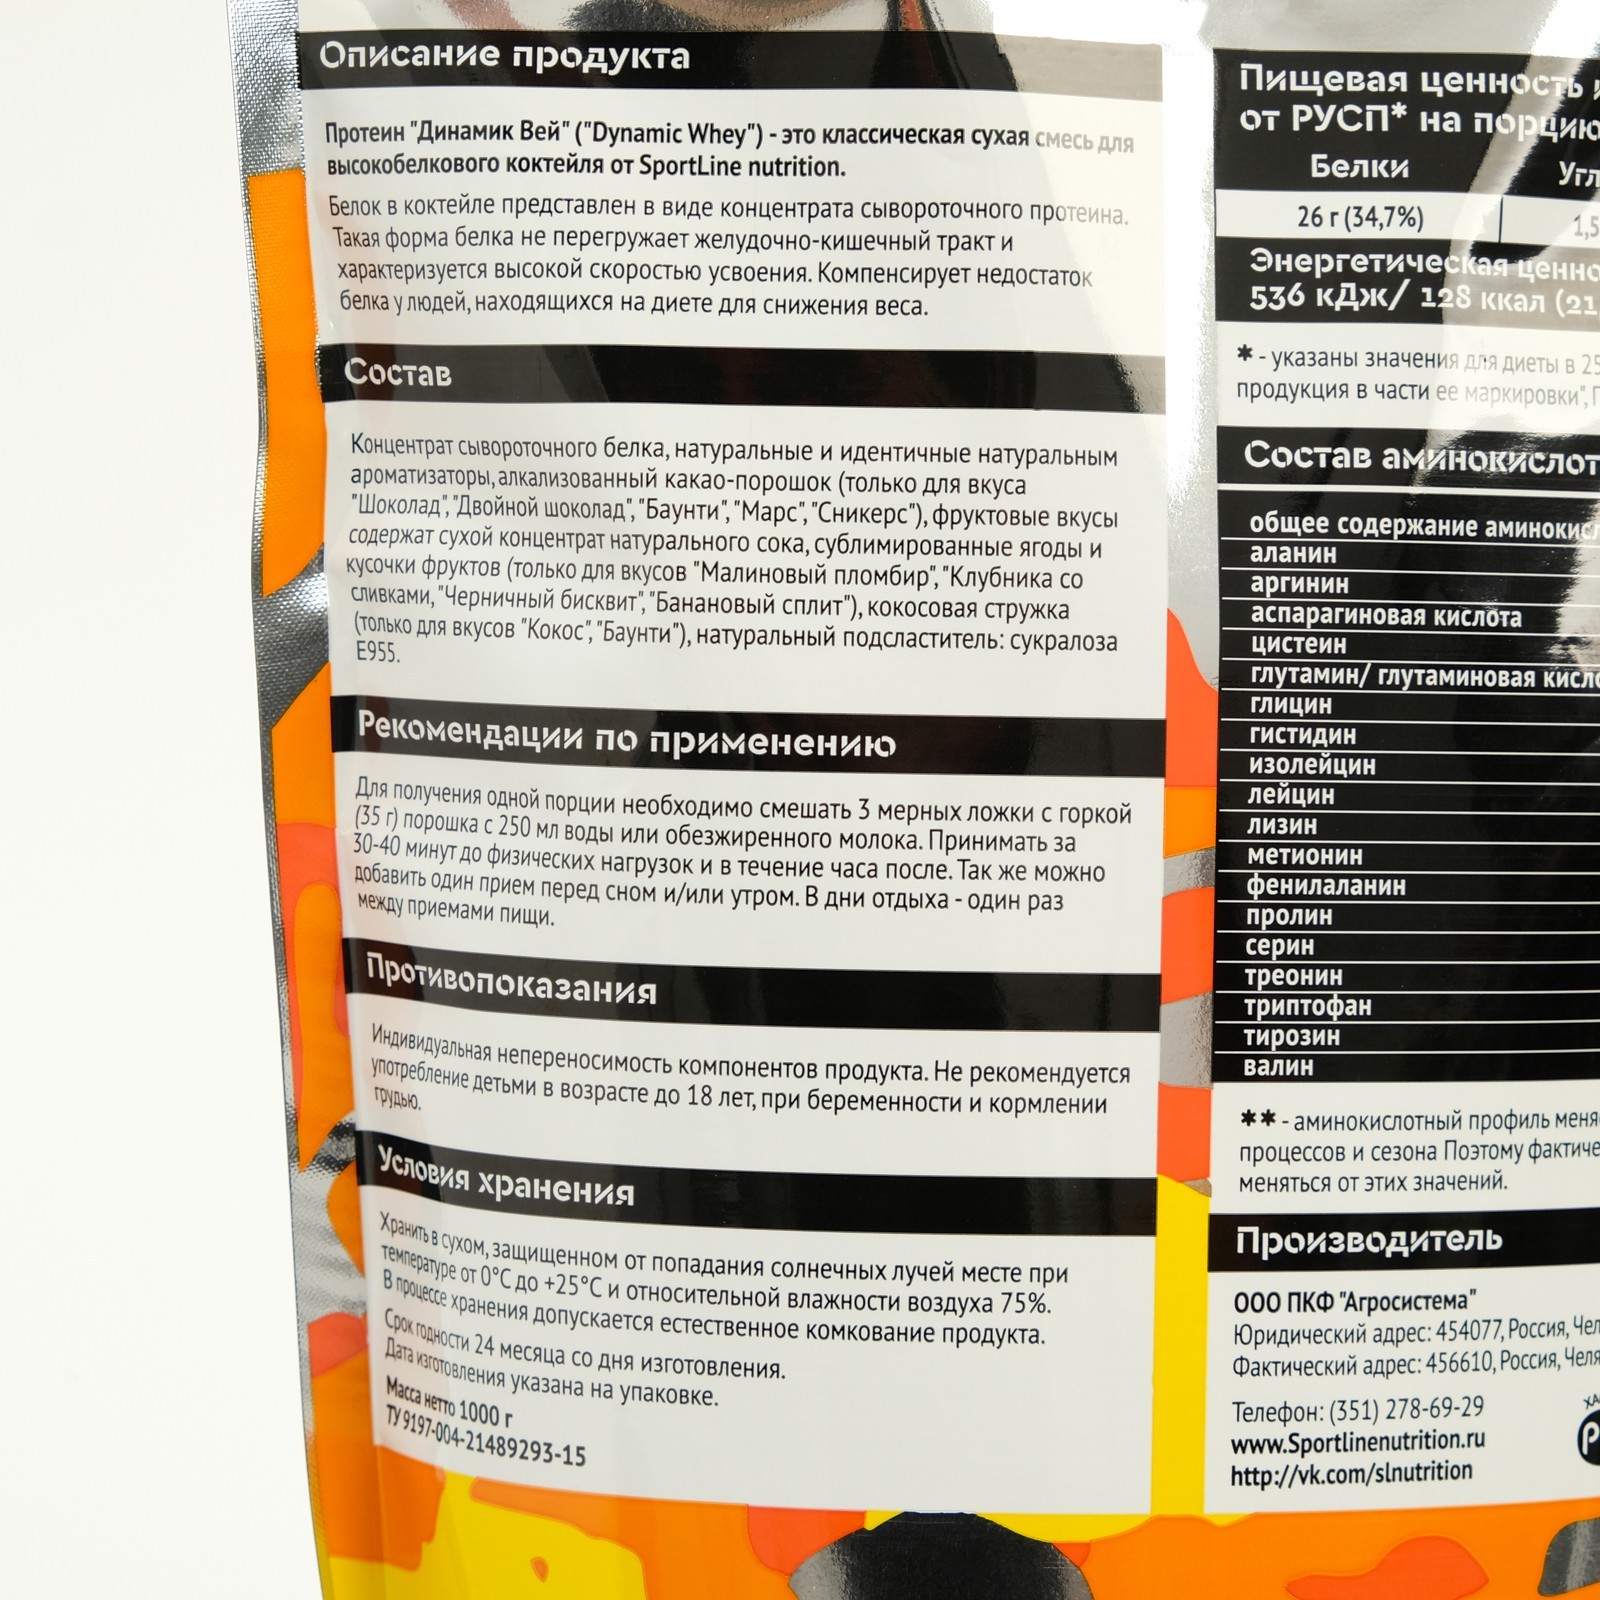 Описание продукта
Протеин "Динамик Вей" ("Dynamic Whey") - это классическая сухая смесь для
высокобелкового коктейля от SportLine nutrition.
Белок в коктейле представлен в виде концентрата сывороточного протеина.
Такая форма белка не перегружает желудочно-кишечный тракт и
характеризуется высокой скоростью усвоения. Компенсирует недостаток
белка у людей, находящихся на диете для снижения веса.
Состав
Концентрат сывороточного белка, натуральные и идентичные натуральным
ароматизаторы, алкализованный какао-порошок (только для вкуса
"Шоколад", "Двойной шоколад", "Баунти", "Марс", "Сникерс"), фруктовые вкусы
содержат сухой концентрат натурального сока, сублимированные ягоды и
кусочки фруктов (только для вкусов "Малиновый пломбир", "Клубника со
сливками, "Черничный бисквит", "Банановый сплит"), кокосовая стружка
(только для вкусов "Кокос", "Баунти"), натуральный подсластитель: сукралоза
Е955.
Рекомендации по применению
Для получения одной порции необходимо смешать 3 мерных ложки с горкой
(35 г) порошка с 250 мл воды или обезжиренного молока. Принимать за
30-40 минут до физических нагрузок и в течение часа после. Так же можно
добавить один прием перед сном и/или утром. В дни отдыха - один раз
между приемами пищи.
Противопоказания
Индивидуальная непереносимость компонентов продукта. Не рекомендуется
употребление детьми в возрасте до 18 лет, при беременности и кормлении
грудью.
Условия хранения
Хранить в сухом, защищенном от попадания солнечных лучей месте при
температуре от 0°С до +25°С и относительной влажности воздуха 75%.
В процессе хранения допускается естественное комкование продукта.
Срок годности 24 месяца со дня изготовления.
Дата изготовления указана на упаковке.
Масса нетто 1000 г
ТУ 9197-004-21489293-15
Пищевая ценность
от РУСП* на порцию
Белки Угл
26 г (34,7%) 1,5
Энергетическая ценно
536 кДж/ 128 ккал (21
* - указаны значения для диеты в 25
продукция в части ее маркировки",
Состав аминокислот
общее содержание аминокисл
аланин
аргинин
аспарагиновая кислота
цистеин
глутамин/ глутаминовая кисло
глицин
гистидин
изолейцин
лейцин
лизин
метионин
фенилаланин
пролин
серин
треонин
триптофан
тирозин
валин
** - аминокислотный профиль меня
процессов и сезона Поэтому фактиче
меняться от этих значений.
Производитель
ООО ПКФ "Агросистема"
Юридический адрес: 454077, Россия, Чел
Фактический адрес: 456610, Россия, Челя
Телефон: (351) 278-69-29
www.Sportlinenutrition.ru
http://vk.com/slnutrition